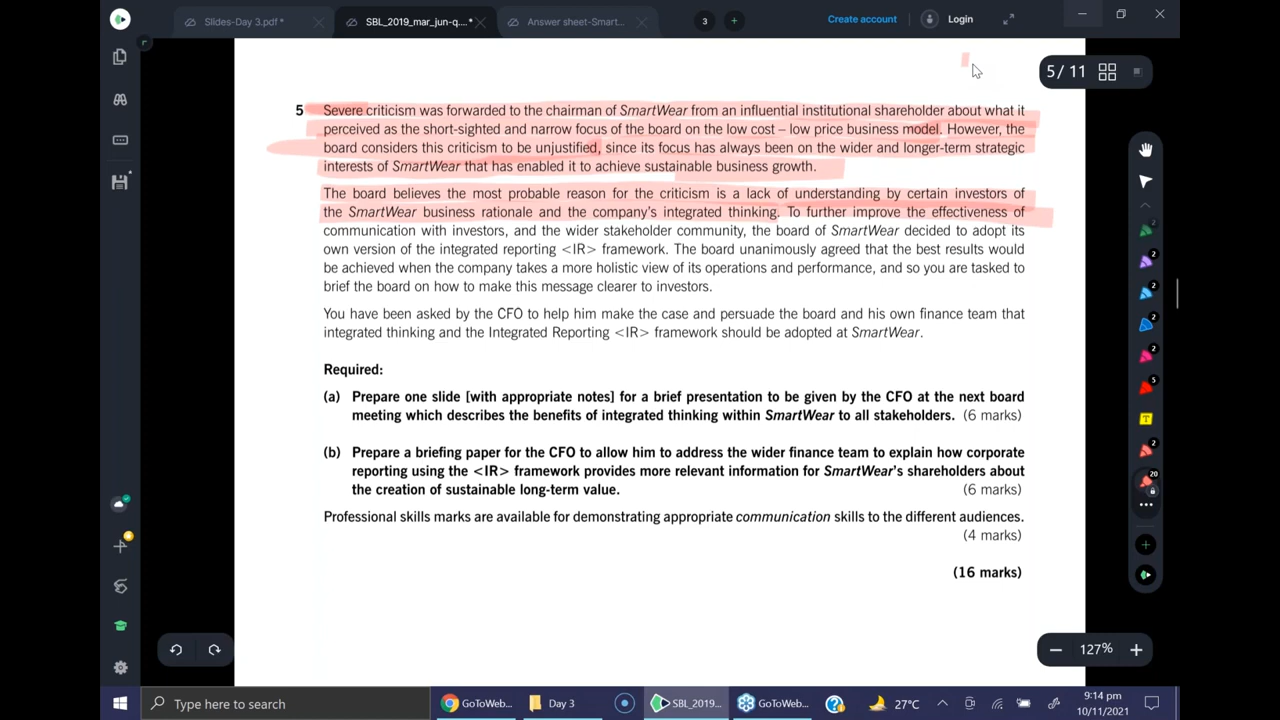 Slides-Day 3.pdf*
SBL_2019_mar_jun-q....*
Answer sheet-Smart...
3
+
Create account
Login
5 / 11
5 Severe criticism was forwarded to the chairman of SmartWear from an influential institutional shareholder about what it
perceived as the short-sighted and narrow focus of the board on the low cost – low price business model. However, the
board considers this criticism to be unjustified, since its focus has always been on the wider and longer-term strategic
interests of SmartWear that has enabled it to achieve sustainable business growth.
The board believes the most probable reason for the criticism is a lack of understanding by certain investors of
the SmartWear business rationale and the company's integrated thinking. To further improve the effectiveness of
communication with investors, and the wider stakeholder community, the board of SmartWear decided to adopt its
own version of the integrated reporting <IR> framework. The board unanimously agreed that the best results would
be achieved when the company takes a more holistic view of its operations and performance, and so you are tasked to
brief the board on how to make this message clearer to investors.
You have been asked by the CFO to help him make the case and persuade the board and his own finance team that
integrated thinking and the Integrated Reporting <IR> framework should be adopted at SmartWear.
Required:
(a) Prepare one slide [with appropriate notes] for a brief presentation to be given by the CFO at the next board
meeting which describes the benefits of integrated thinking within SmartWear to all stakeholders. (6 marks)
(b) Prepare a briefing paper for the CFO to allow him to address the wider finance team to explain how corporate
reporting using the <IR> framework provides more relevant information for SmartWear's shareholders about
the creation of sustainable long-term value. (6 marks)
Professional skills marks are available for demonstrating appropriate communication skills to the different audiences.
(4 marks)
(16 marks)
2
2
2
2
2
5
T
2
20
127%
Type here to search
GoToWeb...
Day 3
SBL_2019...
GoToWeb...
27°C
9:14 pm
10/11/2021